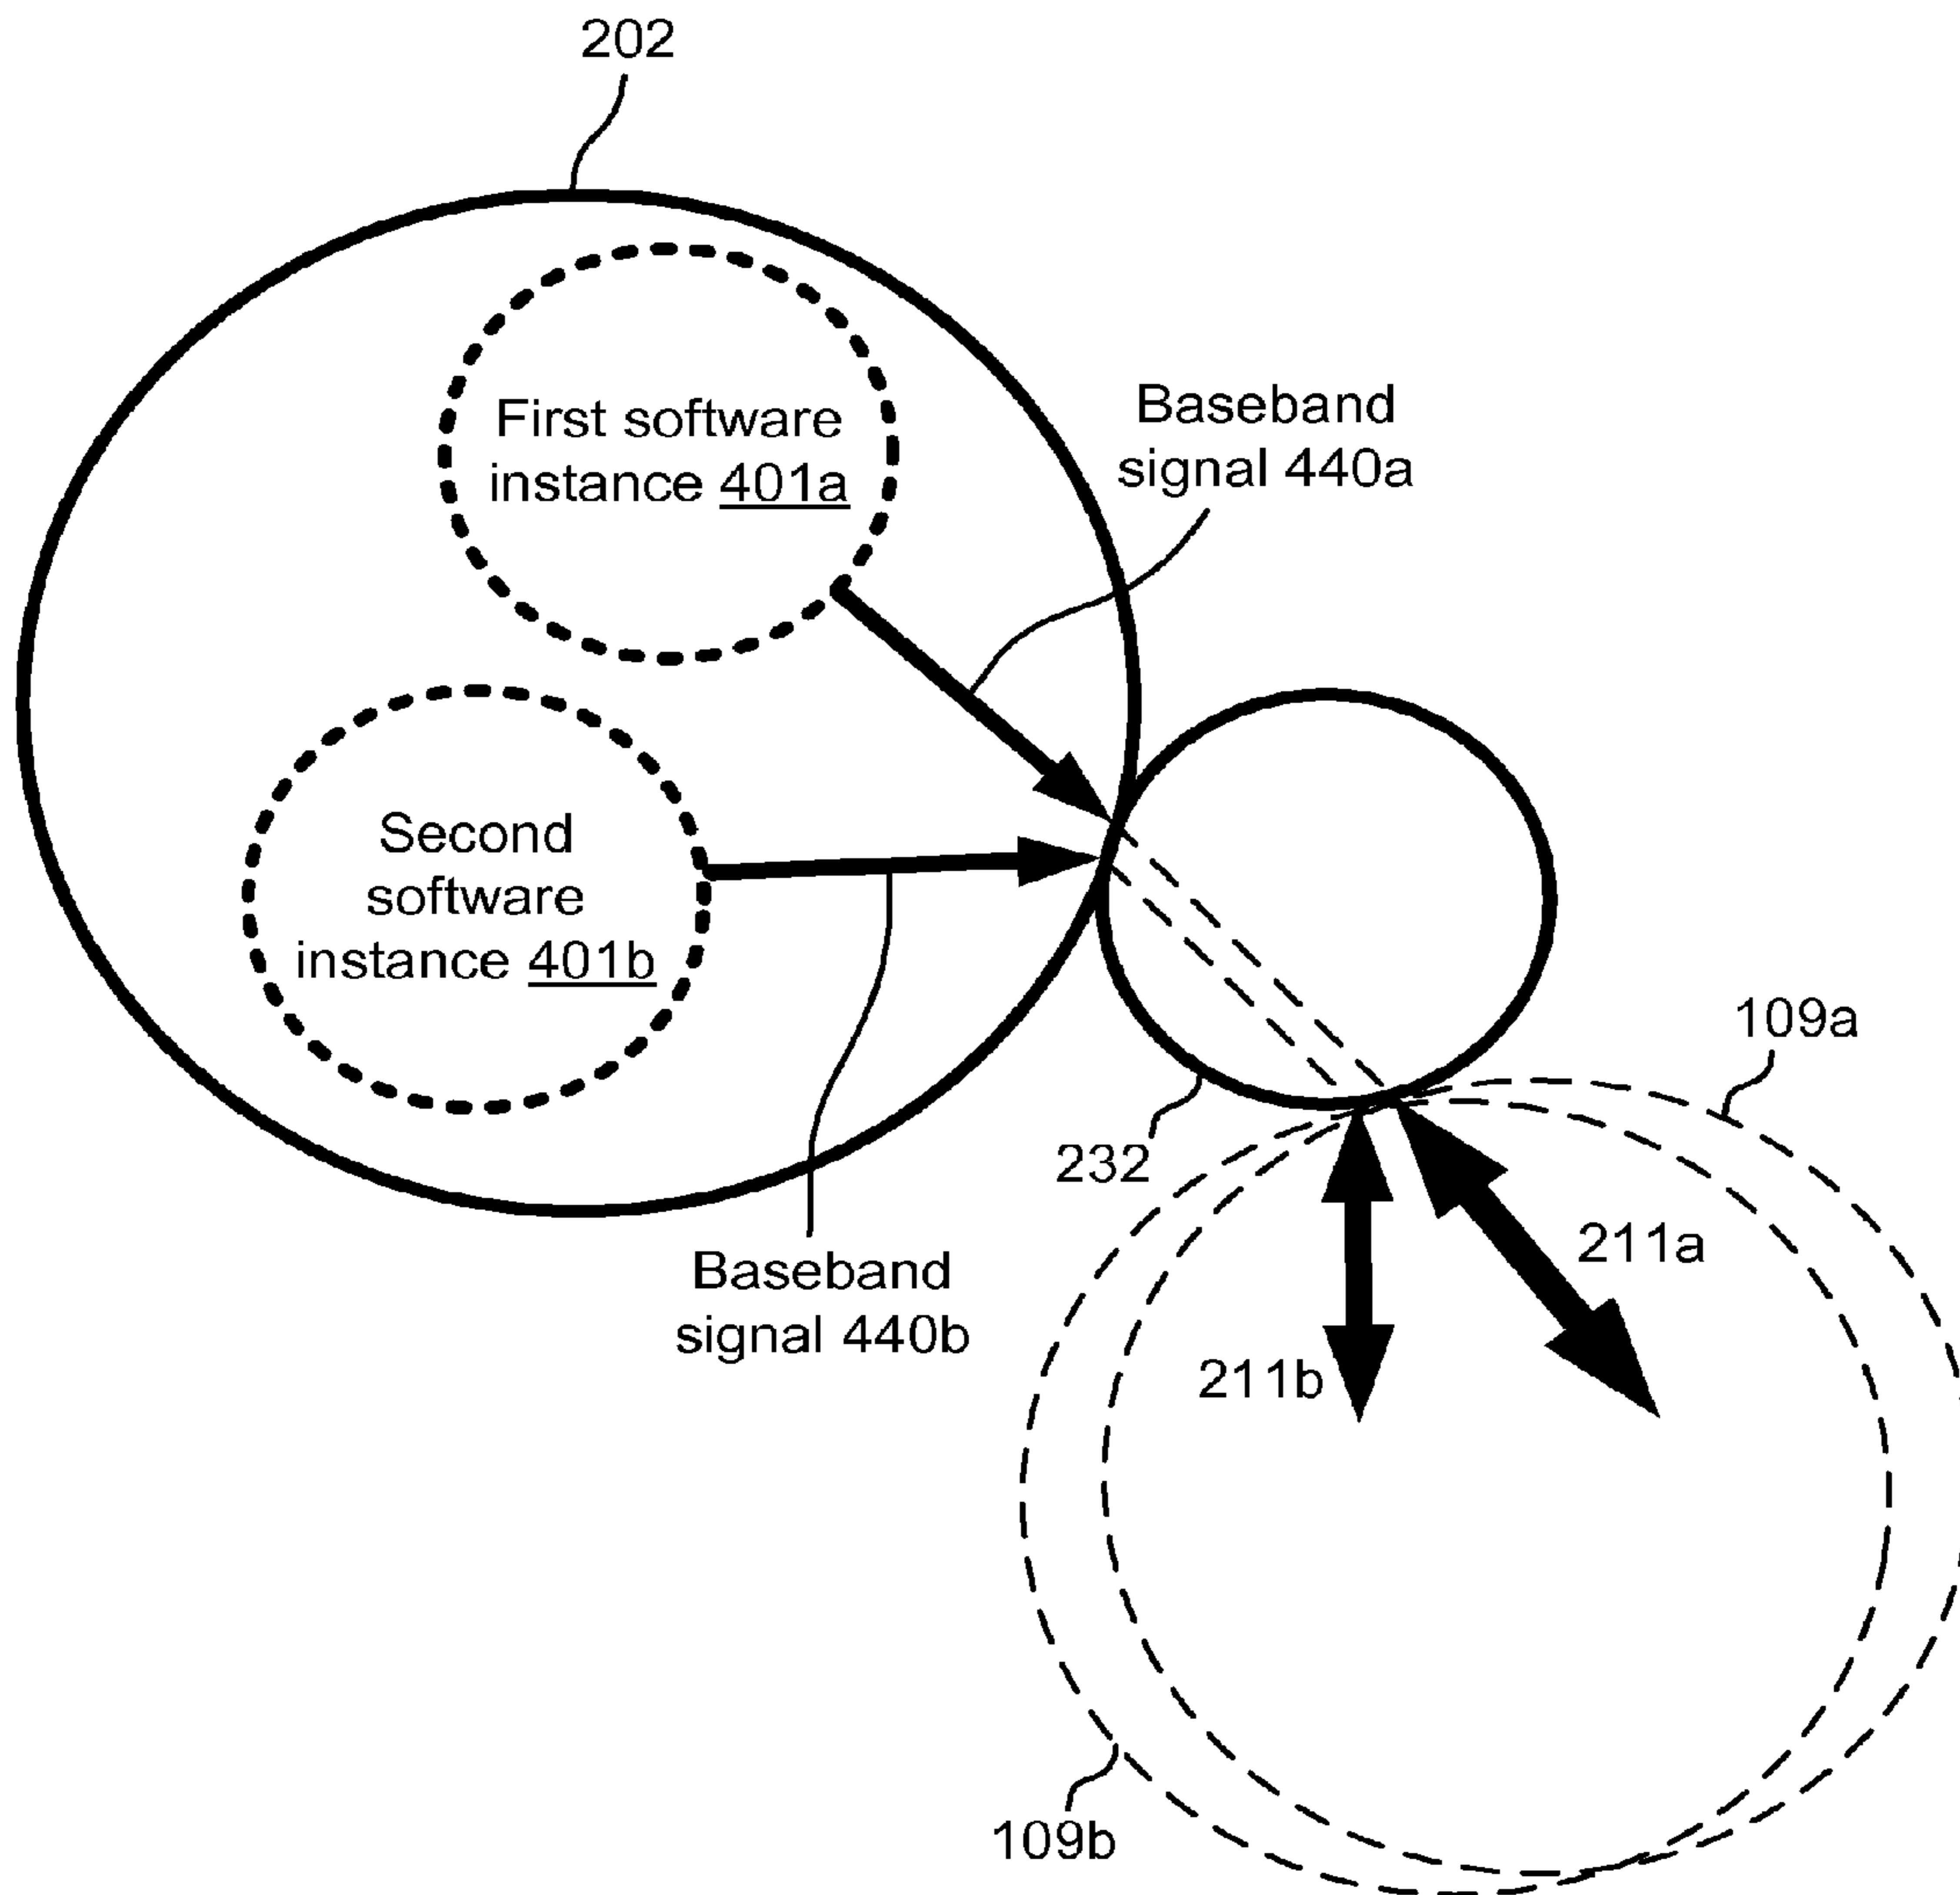 202
First software
instance 401a
Baseband
signal 440a
Second
software
instance 401b
109a
232
211a
Baseband
signal 440b
211b
109b